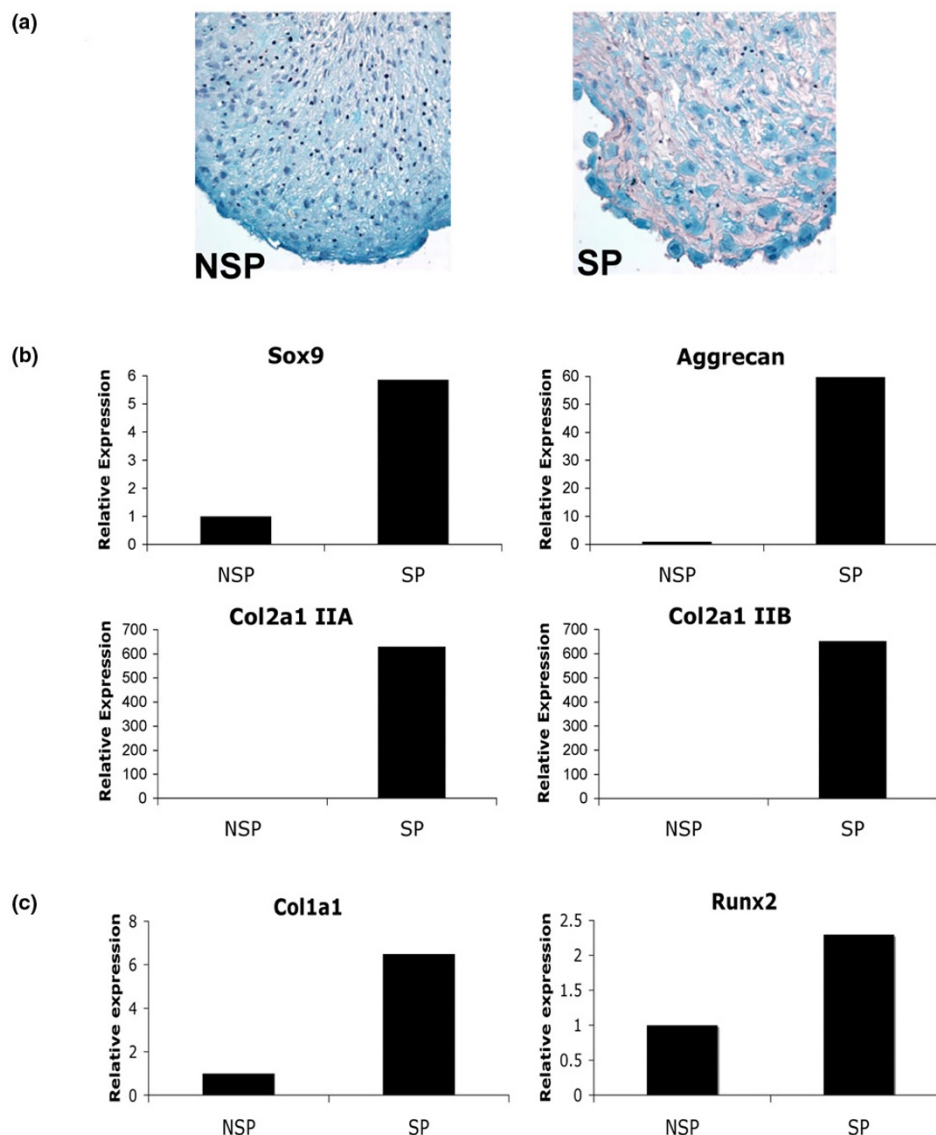 (a)
NSP
SP
(b)
Sox9
Relative Expression
6
5
4
3
2
1
0
NSP
SP
Aggrecan
Relative Expression
60
50
40
30
20
10
0
NSP
SP
Col2a1 IIA
Relative Expression
700
600
500
400
300
200
100
0
NSP
SP
Col2a1 IIB
Relative Expression
700
600
500
400
300
200
100
0
NSP
SP
(c)
Col1a1
Relative expression
8
6
4
2
0
NSP
SP
Runx2
Relative expression
2.5
2
1.5
1
0.5
0
NSP
SP